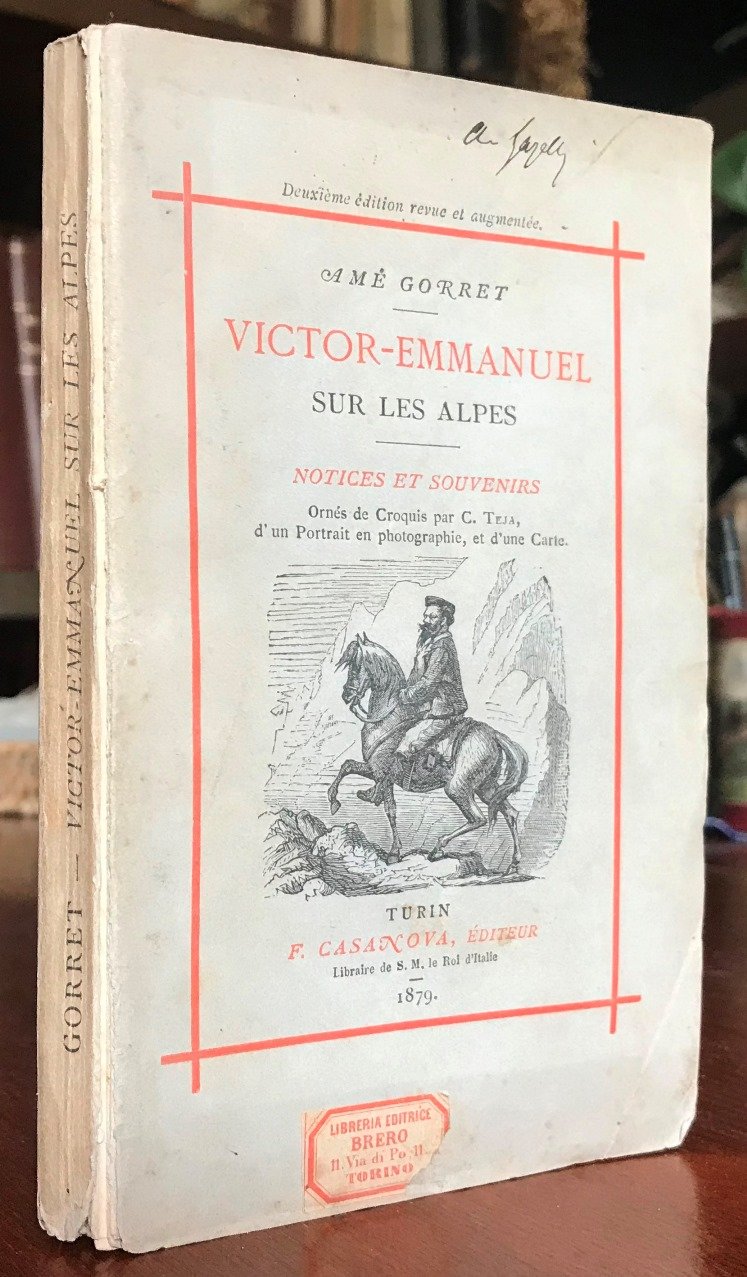 Deuxième édition revue et augmentée.
AMÉ GORRET
VICTOR-EMMANUEL
SUR LES ALPES
NOTICES ET SOUVENIRS
Ornés de Croquis par C. TEJA,
d'un Portrait en photographie, et d'une Carte.
TURIN
F. CASANOVA, ÉDITEUR
Libraire de S. M. le Roi d'Italie
1879.
LIBRERIA EDITRICE
BRERO
11. Via di Po, 11
TORINO
GORRET — VICTOR-EMMANUEL SUR LES ALPES